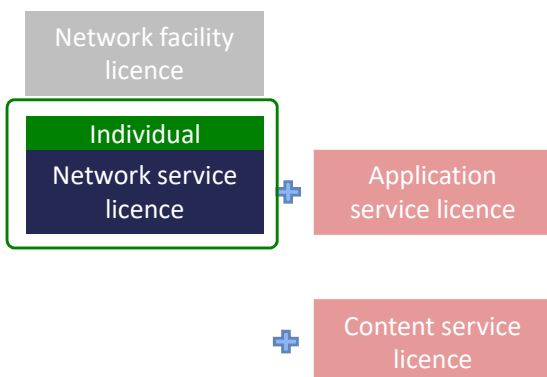 Network facility
licence
Individual
Network service
licence
Application
service licence
Content service
licence